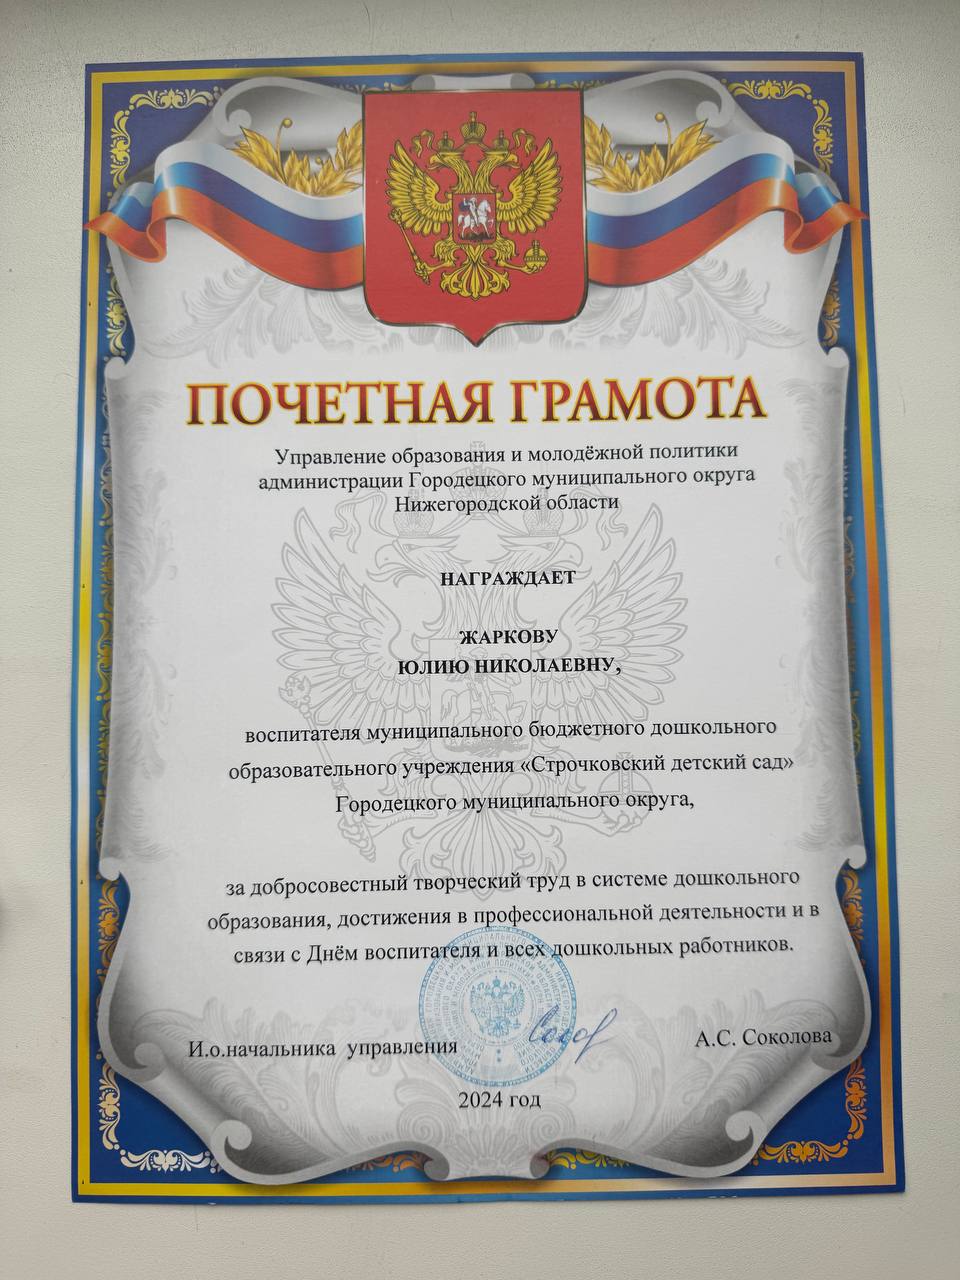 ПОЧЕТНАЯ ГРАМОТА
Управление образования и молодёжной политики
администрации Городецкого муниципального округа
Нижегородской области
НАГРАЖДАЕТ
ЖАРКОВУ
ЮЛИЮ НИКОЛАЕВНУ,
воспитателя муниципального бюджетного дошкольного
образовательного учреждения «Строчковский детский сад»
Городецкого муниципального округа,
за добросовестный творческий труд в системе дошкольного
образования, достижения в профессиональной деятельности и в
связи с Днём воспитателя и всех дошкольных работников.
И.о.начальника управления
А.С. Соколова
2024 год